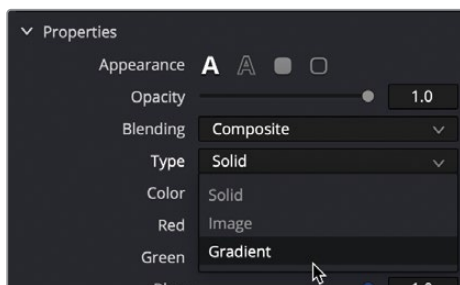 Properties
Appearance A A
Opacity 1.0
Blending Composite
Type Solid
Color Solid
Red Image
Green Gradient